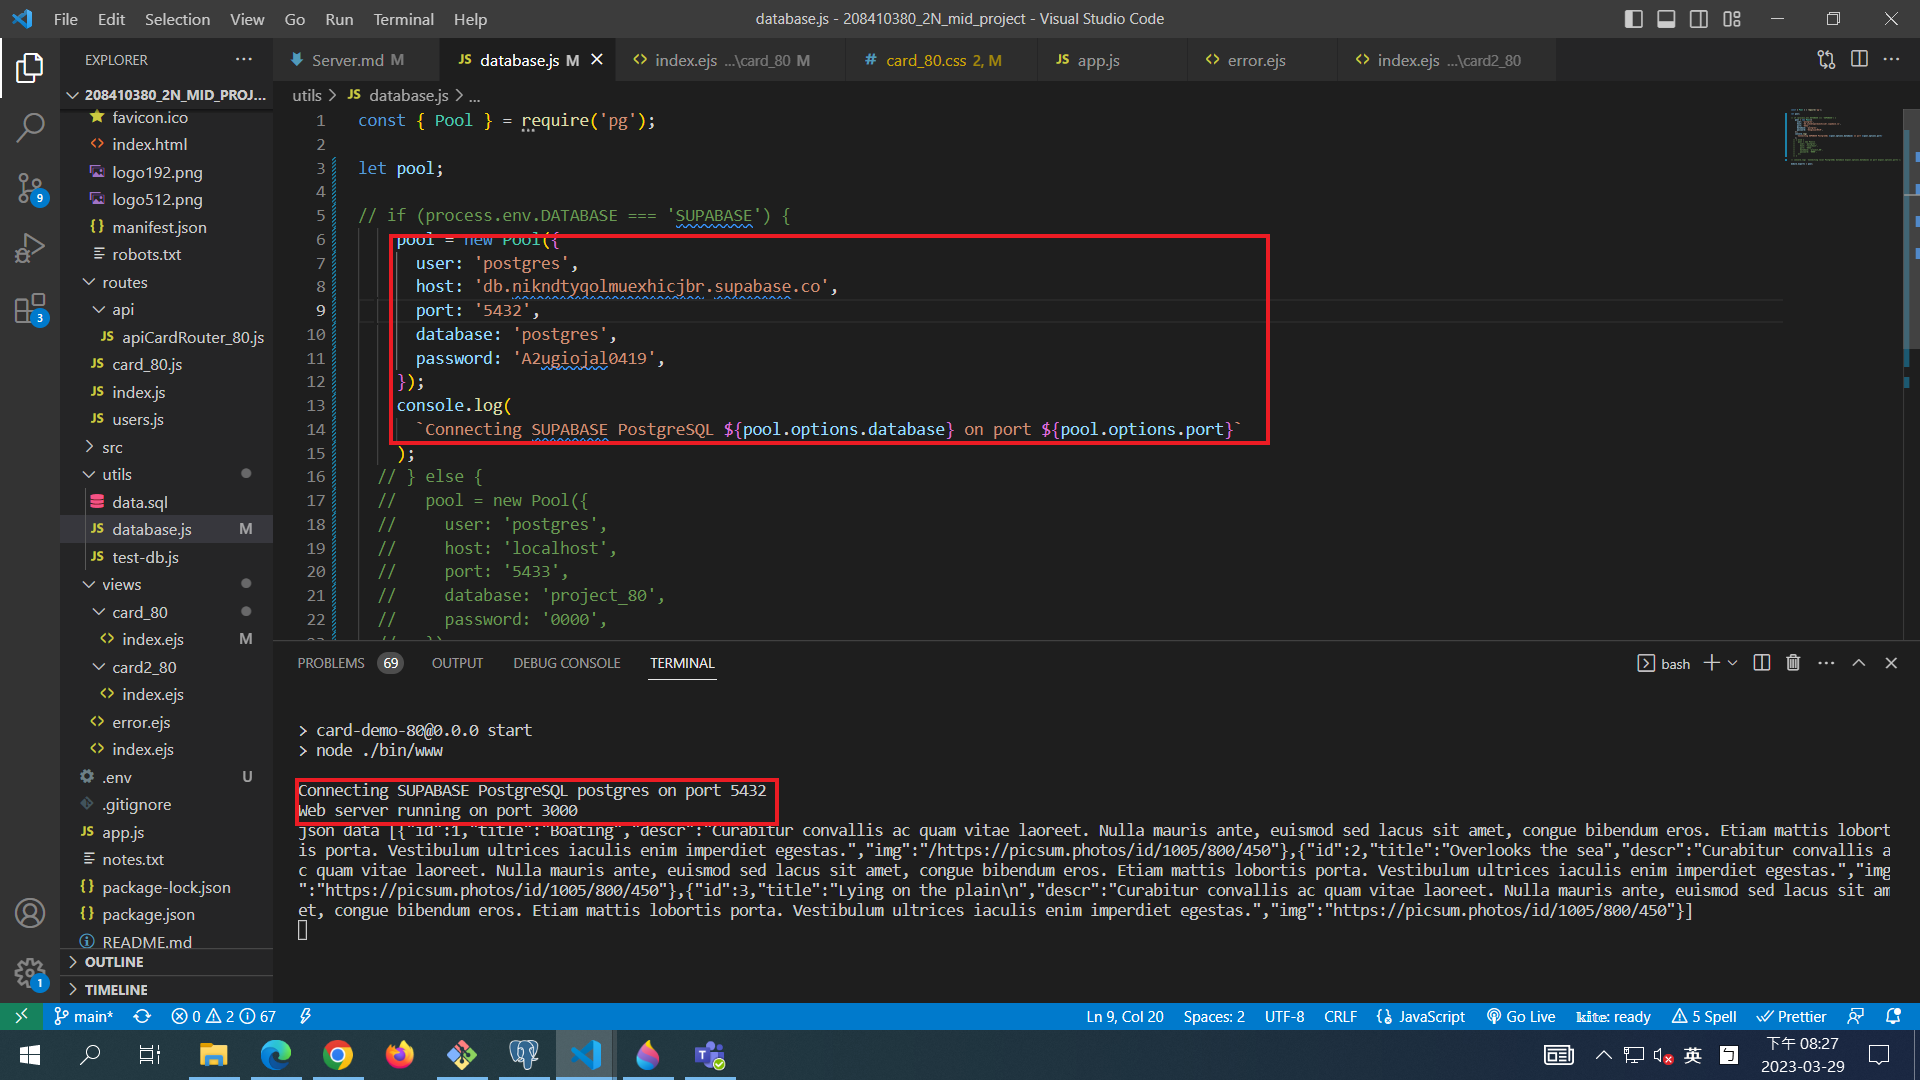 File Edit Selection View Go Run Terminal Help
database.js - 208410380_2N_mid_project - Visual Studio Code
EXPLORER
Server.md M
database.js M
index.ejs ...\card_80 M
card_80.css 2, M
app.js
error.ejs
index.ejs ...\card2_80
208410380_2N_MID_PROJ...
favicon.ico
index.html
logo192.png
logo512.png
manifest.json
robots.txt
routes
api
apiCardRouter_80.js
card_80.js
index.js
users.js
src
utils
data.sql
database.js M
test-db.js
views
card_80
index.ejs M
card2_80
index.ejs
error.ejs
index.ejs
.env U
.gitignore
app.js
notes.txt
package-lock.json
package.json
README.md
OUTLINE
TIMELINE
9
3
1
utils > JS database.js > ...
1 const { Pool } = require('pg');
2
3 let pool;
4
5 // if (process.env.DATABASE === 'SUPABASE') {
6 pool = new Pool({
7 user: 'postgres',
8 host: 'db.nikndtyqolmuexhicjbr.supabase.co',
9 port: '5432',
10 database: 'postgres',
11 password: 'A2ugiojal0419',
12 });
13 console.log(
14 `Connecting SUPABASE PostgreSQL ${pool.options.database} on port ${pool.options.port}`
15 );
16 // } else {
17 // pool = new Pool({
18 // user: 'postgres',
19 // host: 'localhost',
20 // port: '5433',
21 // database: 'project_80',
22 // password: '0000',
PROBLEMS 69 OUTPUT DEBUG CONSOLE TERMINAL
bash
> card-demo-80@0.0.0 start
> node ./bin/www
Connecting SUPABASE PostgreSQL postgres on port 5432
Web server running on port 3000
json data [{"id":1,"title":"Boating","descr":"Curabitur convallis ac quam vitae laoreet. Nulla mauris ante, euismod sed lacus sit amet, congue bibendum eros. Etiam mattis lobort
is porta. Vestibulum ultrices iaculis enim imperdiet egestas.","img":"/https://picsum.photos/id/1005/800/450"},{"id":2,"title":"Overlooks the sea","descr":"Curabitur convallis a
c quam vitae laoreet. Nulla mauris ante, euismod sed lacus sit amet, congue bibendum eros. Etiam mattis lobortis porta. Vestibulum ultrices iaculis enim imperdiet egestas.","img
":"https://picsum.photos/id/1005/800/450"},{"id":3,"title":"Lying on the plain\n","descr":"Curabitur convallis ac quam vitae laoreet. Nulla mauris ante, euismod sed lacus sit am
et, congue bibendum eros. Etiam mattis lobortis porta. Vestibulum ultrices iaculis enim imperdiet egestas.","img":"https://picsum.photos/id/1005/800/450"}]
main* 0 2 67
Ln 9, Col 20 Spaces: 2 UTF-8 CRLF JavaScript Go Live kite: ready 5 Spell Prettier
英 ㄅ
下午 08:27
2023-03-29